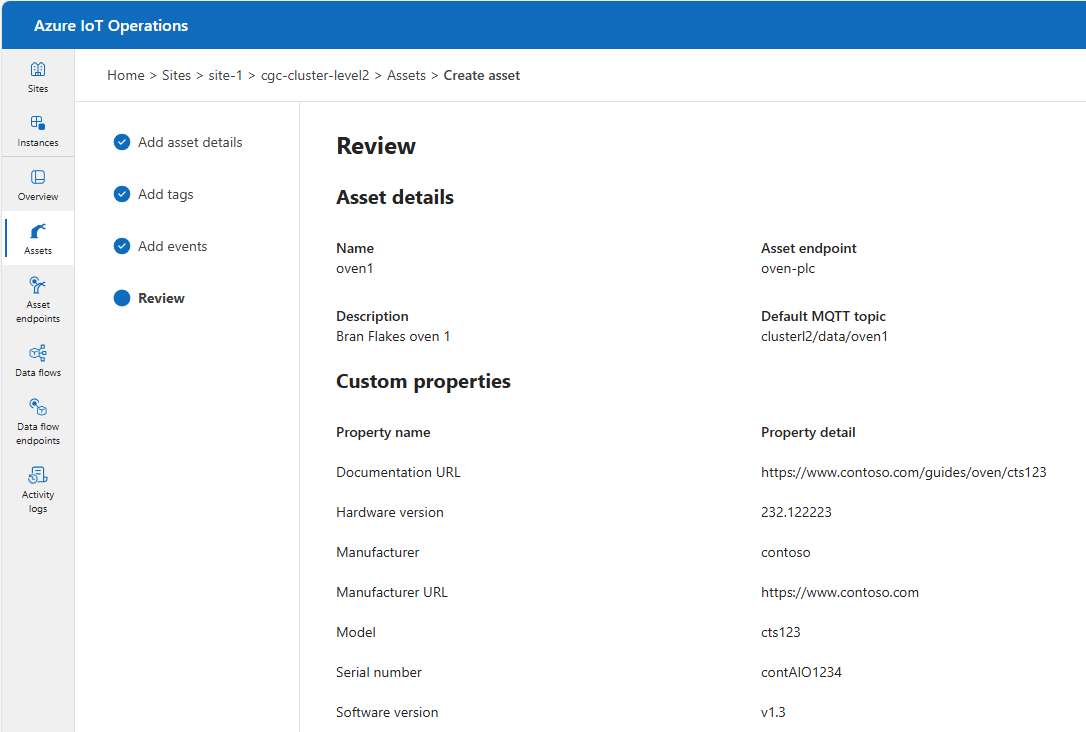 Azure IoT Operations
Sites
Instances
Overview
Assets
Asset
endpoints
Data flows
Data flow
endpoints
Activity
logs
Home > Sites > site-1 > cgc-cluster-level2 > Assets > Create asset
Add asset details
Add tags
Add events
Review
Review
Asset details
Name
oven1
Asset endpoint
oven-plc
Description
Bran Flakes oven 1
Default MQTT topic
clusterl2/data/oven1
Custom properties
Property name Property detail
Documentation URL https://www.contoso.com/guides/oven/cts123
Hardware version 232.122223
Manufacturer contoso
Manufacturer URL https://www.contoso.com
Model cts123
Serial number contAIO1234
Software version v1.3